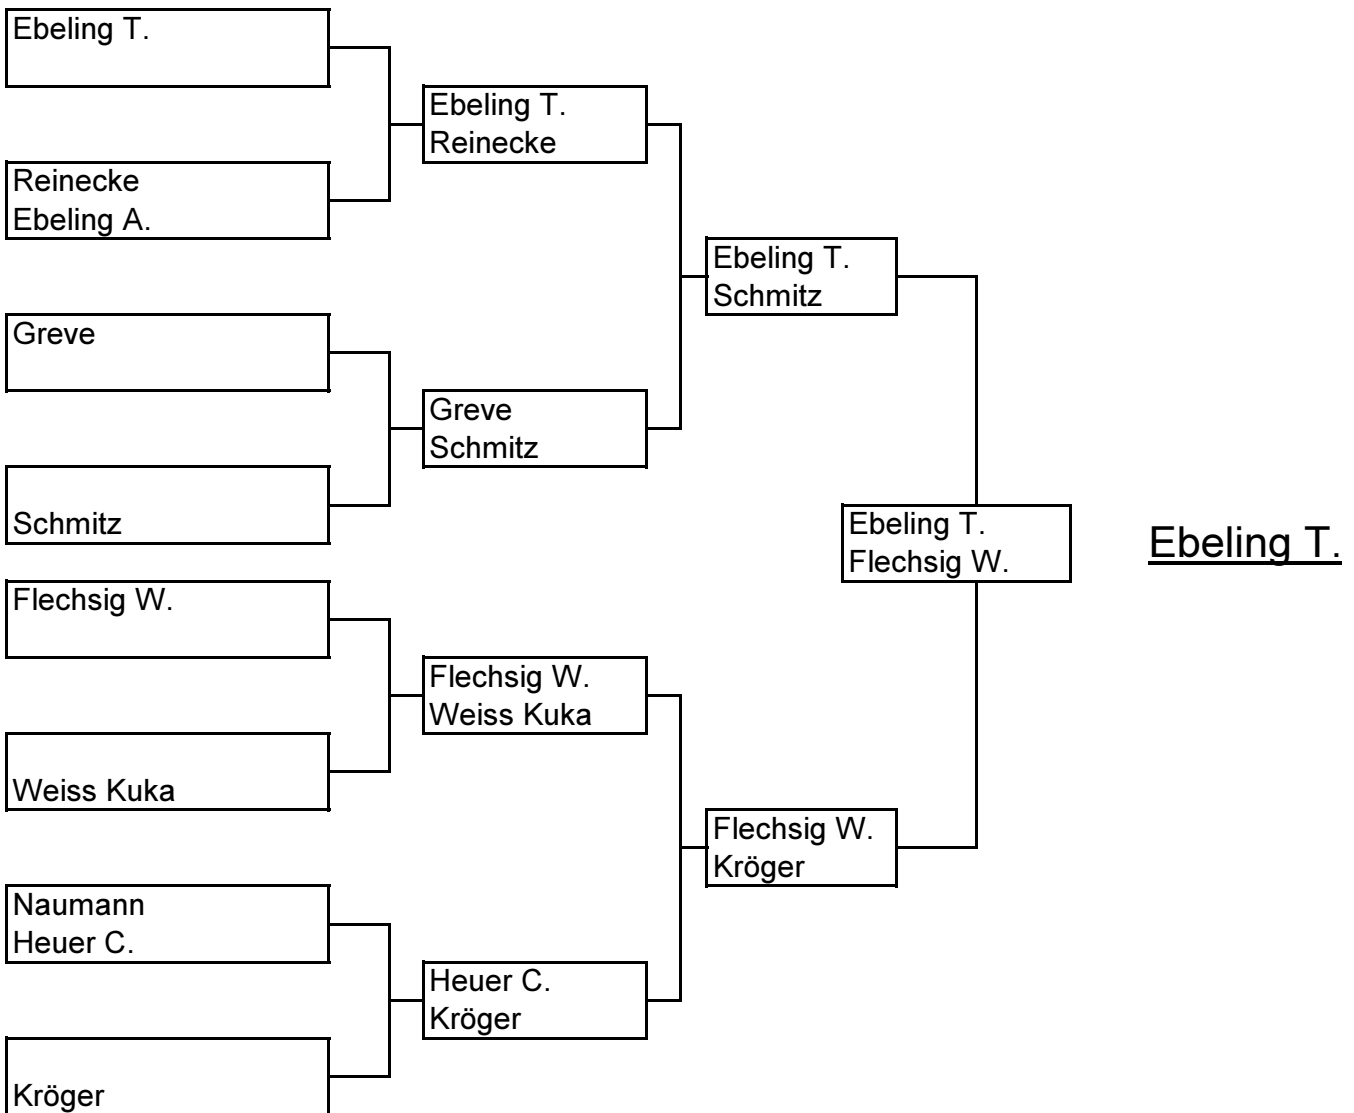 Ebeling T.
Reinecke
Ebeling A.
Greve
Schmitz
Flechsig W.
Weiss Kuka
Naumann
Heuer C.
Kröger
Ebeling T.
Reinecke
Greve
Schmitz
Flechsig W.
Weiss Kuka
Heuer C.
Kröger
Ebeling T.
Schmitz
Flechsig W.
Kröger
Ebeling T.
Flechsig W.
Ebeling T.